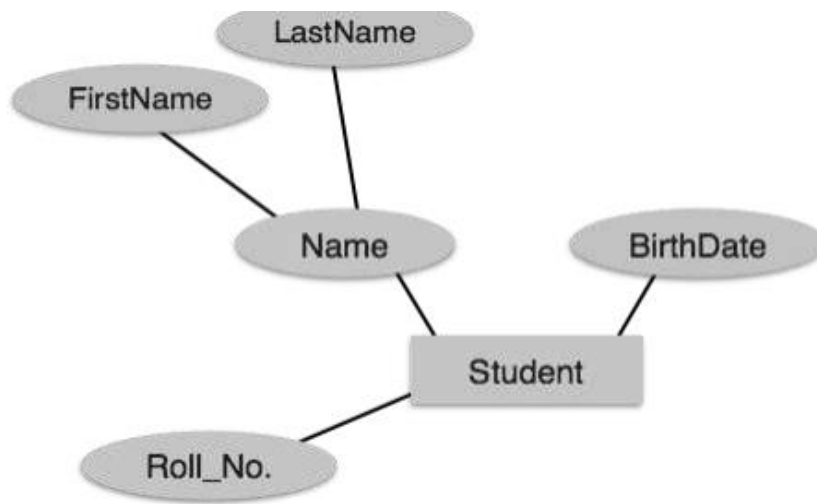 LastName
FirstName
Name
BirthDate
Student
Roll_No.